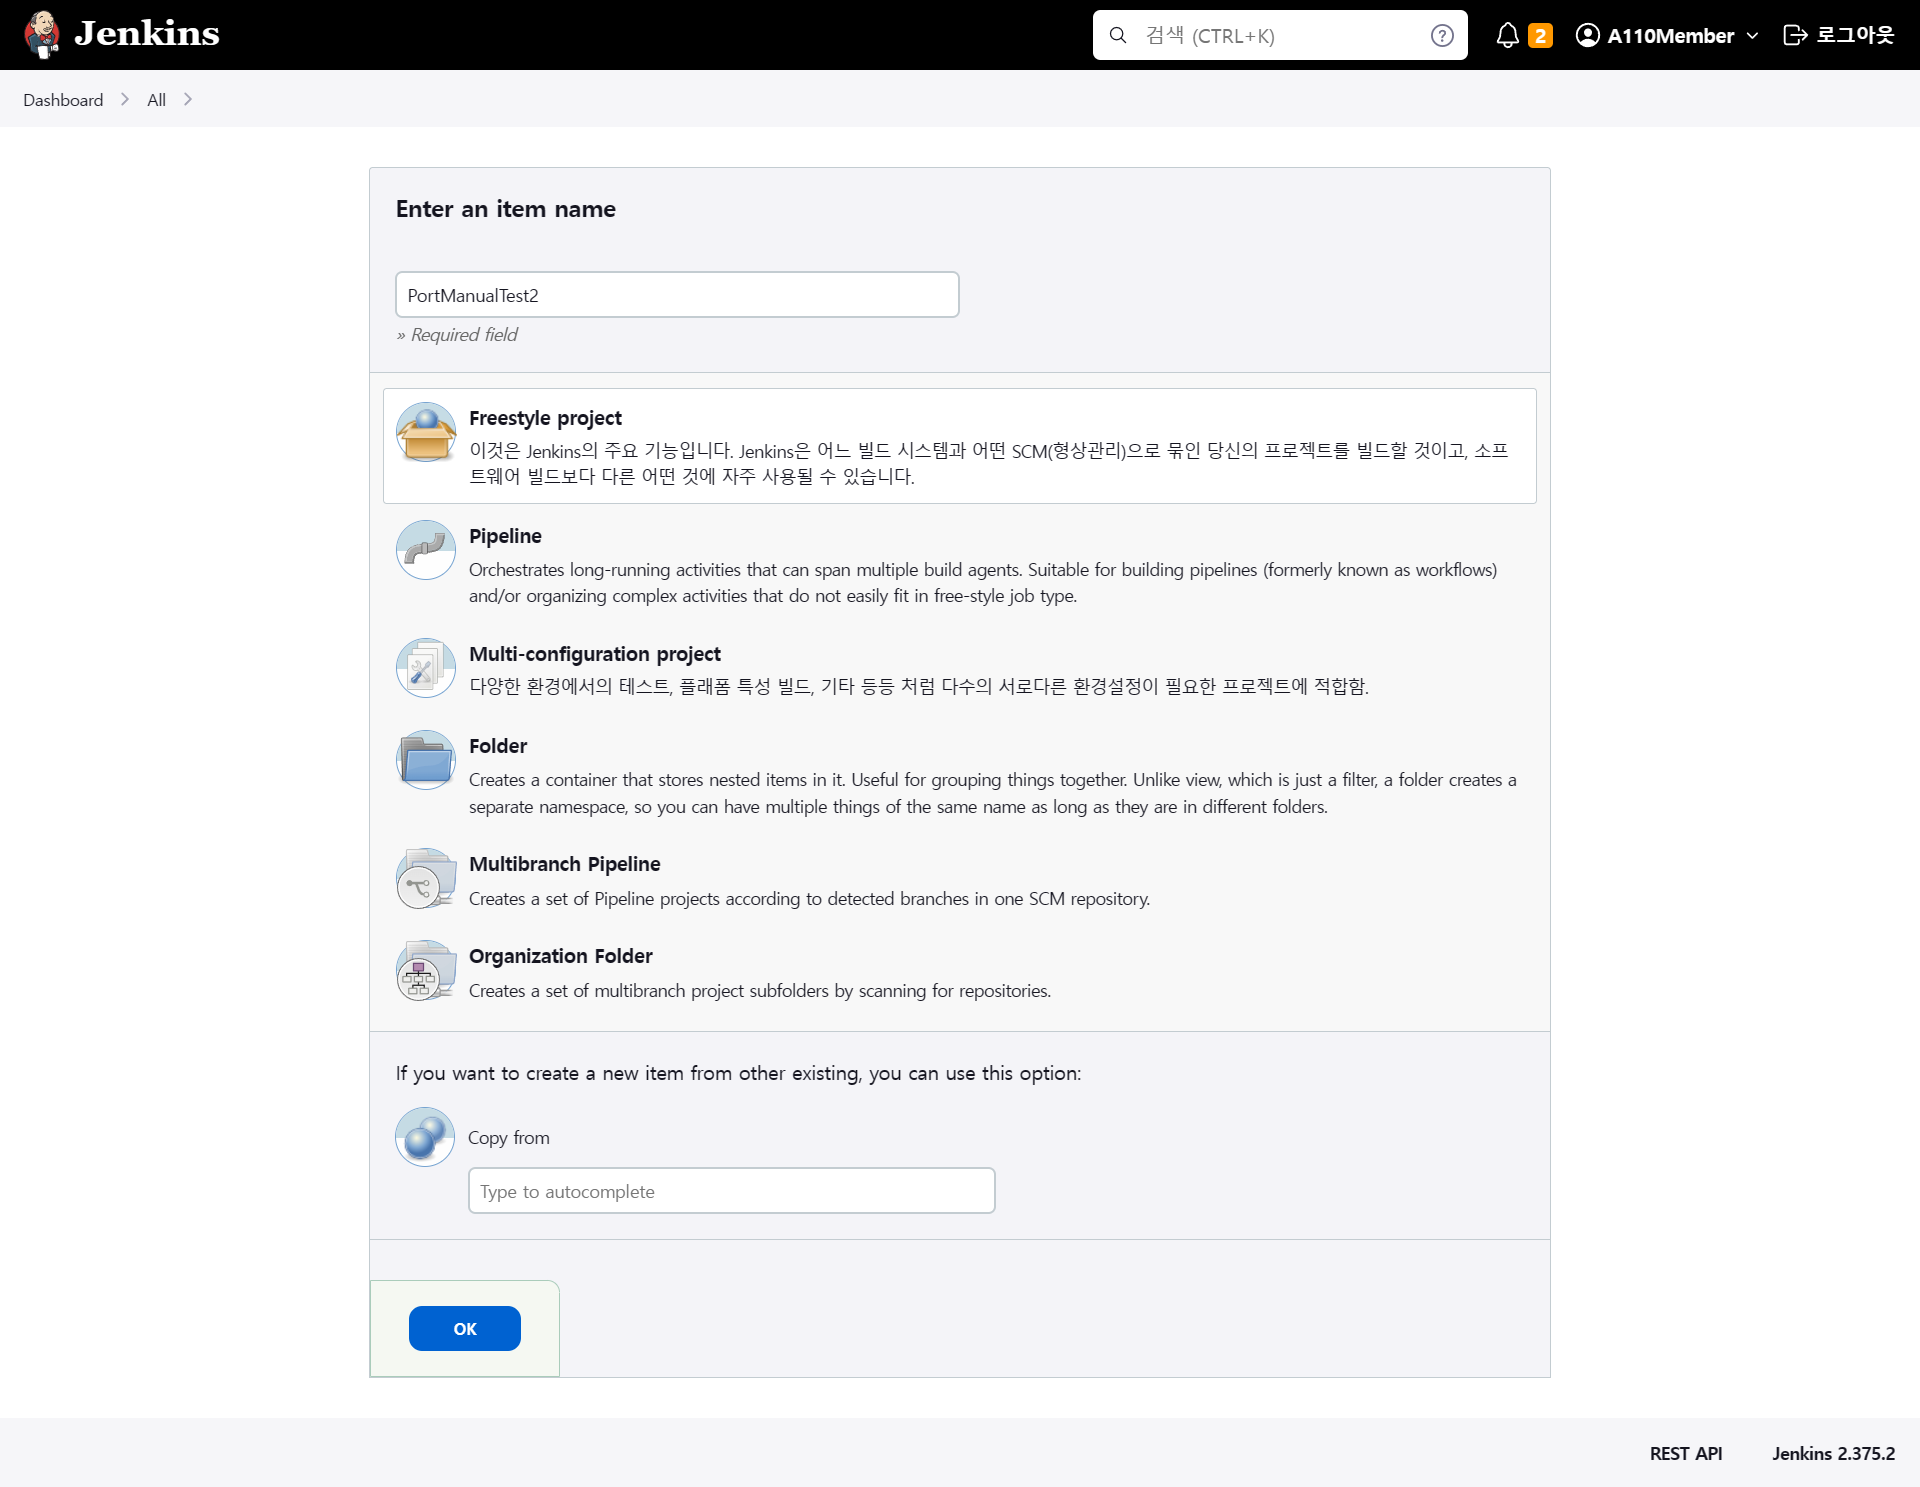 Jenkins
검색 (CTRL+K)
2
A110Member
로그아웃
Dashboard
All
Enter an item name
PortManualTest2
» Required field
Freestyle project
이것은 Jenkins의 주요 기능입니다. Jenkins은 어느 빌드 시스템과 어떤 SCM(형상관리)으로 묶인 당신의 프로젝트를 빌드할 것이고, 소프
트웨어 빌드보다 다른 어떤 것에 자주 사용될 수 있습니다.
Pipeline
Orchestrates long-running activities that can span multiple build agents. Suitable for building pipelines (formerly known as workflows)
and/or organizing complex activities that do not easily fit in free-style job type.
Multi-configuration project
다양한 환경에서의 테스트, 플래폼 특성 빌드, 기타 등등 처럼 다수의 서로다른 환경설정이 필요한 프로젝트에 적합함.
Folder
Creates a container that stores nested items in it. Useful for grouping things together. Unlike view, which is just a filter, a folder creates a
separate namespace, so you can have multiple things of the same name as long as they are in different folders.
Multibranch Pipeline
Creates a set of Pipeline projects according to detected branches in one SCM repository.
Organization Folder
Creates a set of multibranch project subfolders by scanning for repositories.
If you want to create a new item from other existing, you can use this option:
Copy from
Type to autocomplete
OK
REST API
Jenkins 2.375.2